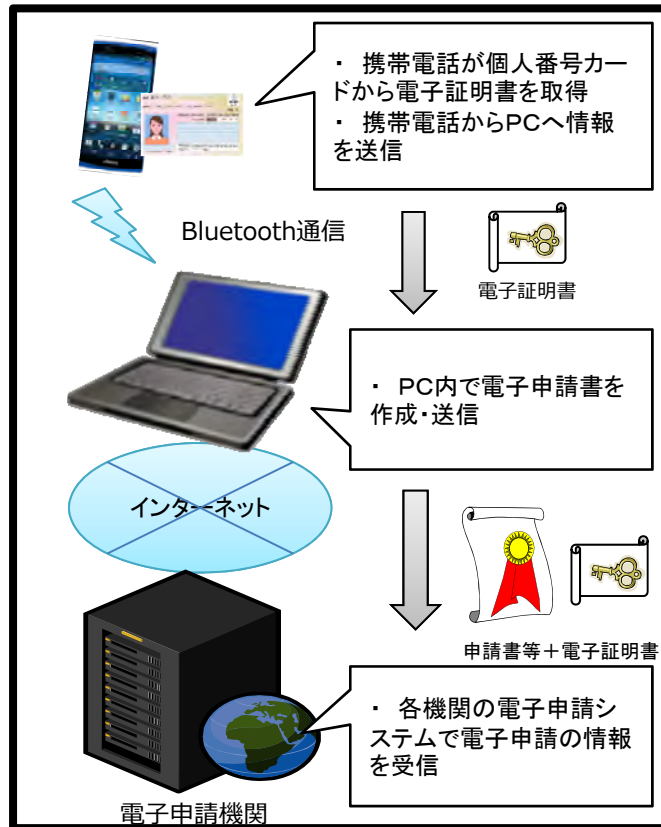 ・ 携帯電話が個人番号カー
ドから電子証明書を取得
・ 携帯電話からPCへ情報
を送信
Bluetooth通信
電子証明書
・ PC内で電子申請書を
作成・送信
インターネット
申請書等＋電子証明書
・ 各機関の電子申請シ
ステムで電子申請の情報
を受信
電子申請機関